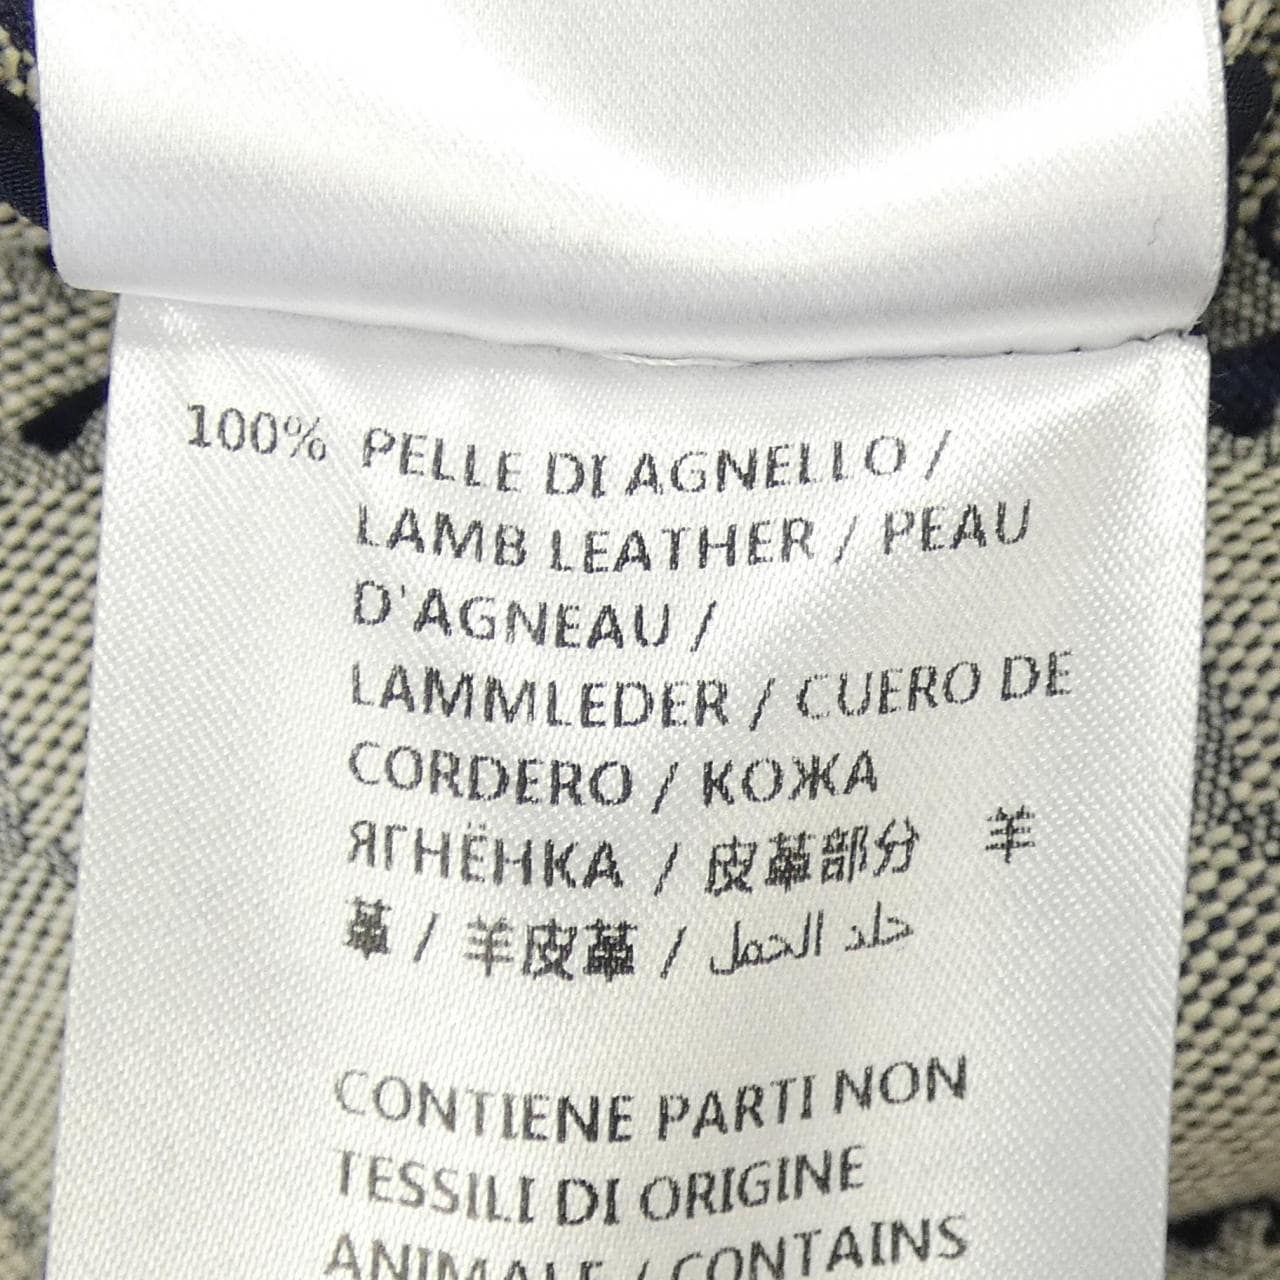 100% PELLE DI AGNELLO /
LAMB LEATHER / PEAU
D'AGNEAU /
LAMMLEDER / CUERO DE
CORDERO / КОЖА
ЯГНЁНКА / 皮革部分 羊
革 / 羊皮革 / جلد الحمل
CONTIENE PARTI NON
TESSILI DI ORIGINE
ANIMALE / CONTAINS